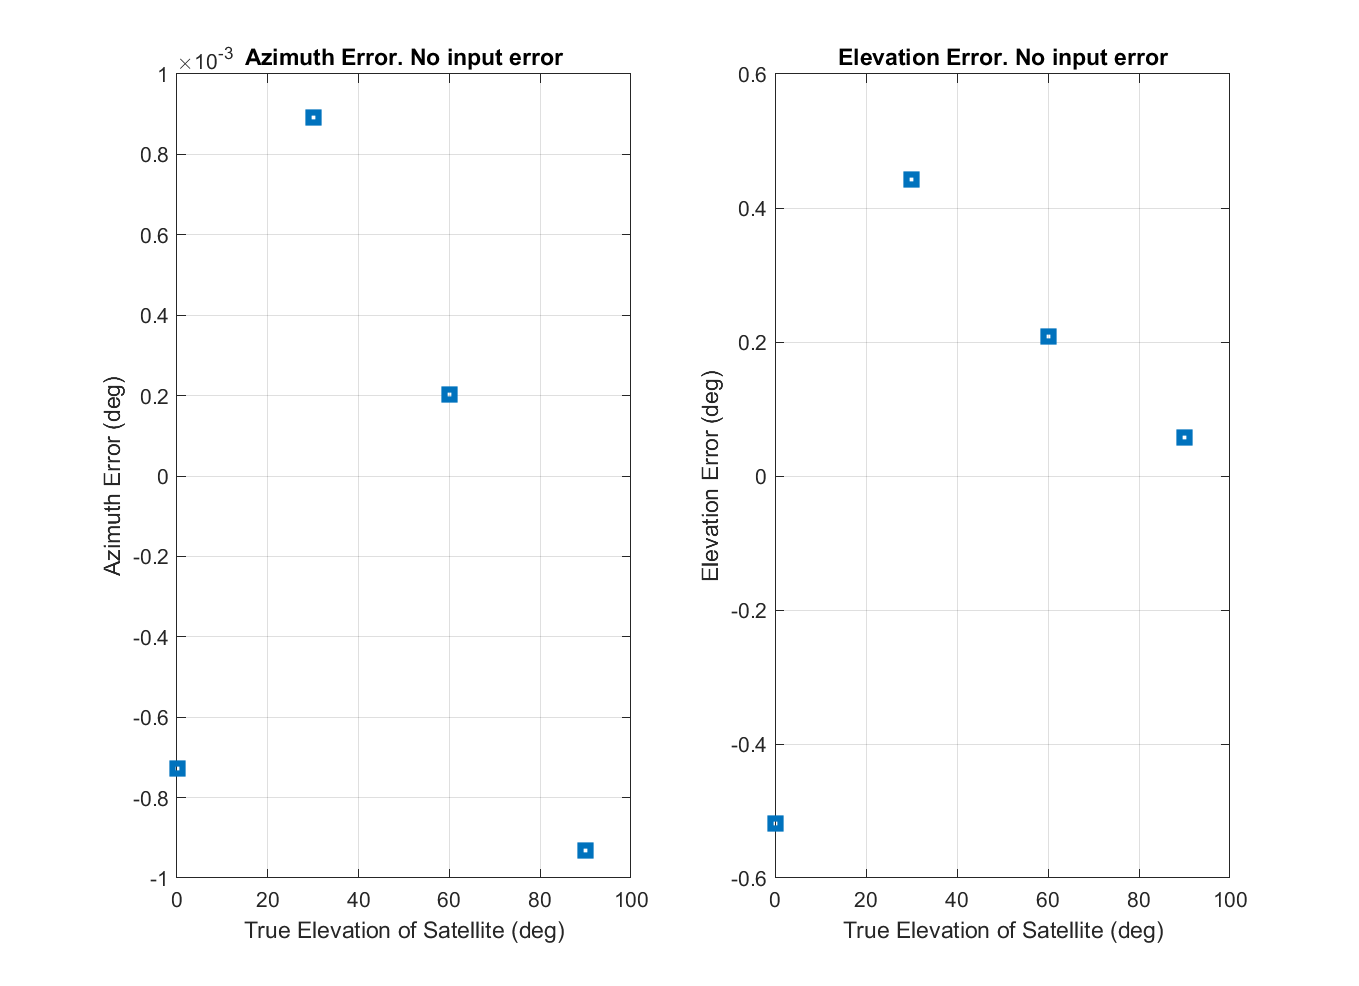 ×10-3
Azimuth Error. No input error
1
0.8
0.6
0.4
0.2
0
-0.2
-0.4
-0.6
-0.8
-1
Azimuth Error (deg)
0 20 40 60 80 100
True Elevation of Satellite (deg)
Elevation Error. No input error
0.6
0.4
0.2
0
-0.2
-0.4
-0.6
Elevation Error (deg)
0 20 40 60 80 100
True Elevation of Satellite (deg)